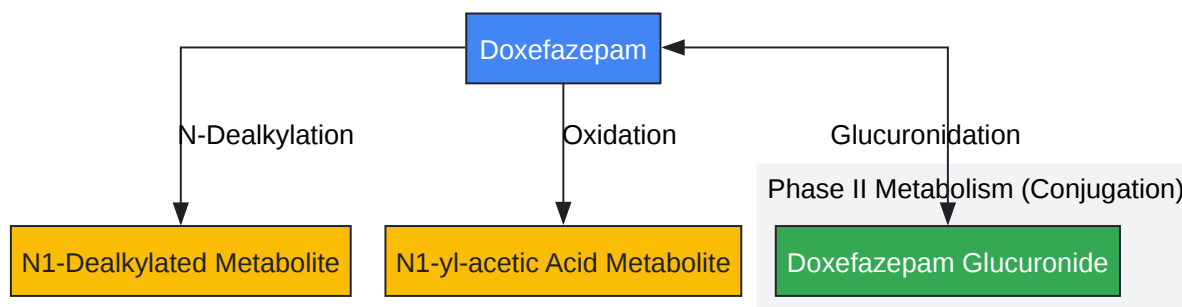 Doxefazepam
N-Dealkylation
Oxidation
Glucuronidation
Phase II Metabolism (Conjugation)
N1-Dealkylated Metabolite
N1-yl-acetic Acid Metabolite
Doxefazepam Glucuronide